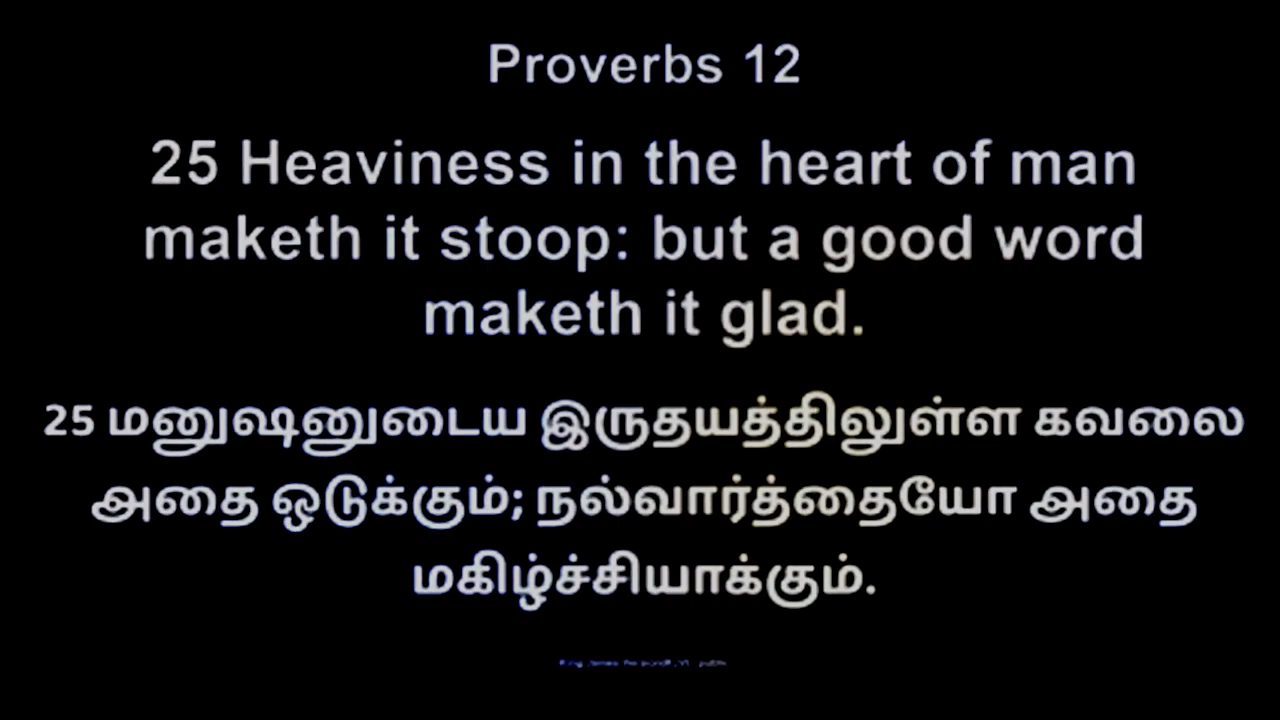 Proverbs 12
25 Heaviness in the heart of man
maketh it stoop: but a good word
maketh it glad.
25 மனுஷனுடைய இருதயத்திலுள்ள கவலை
அதை ஒடுக்கும்; நல்வார்த்தையோ அதை
மகிழ்ச்சியாக்கும்.